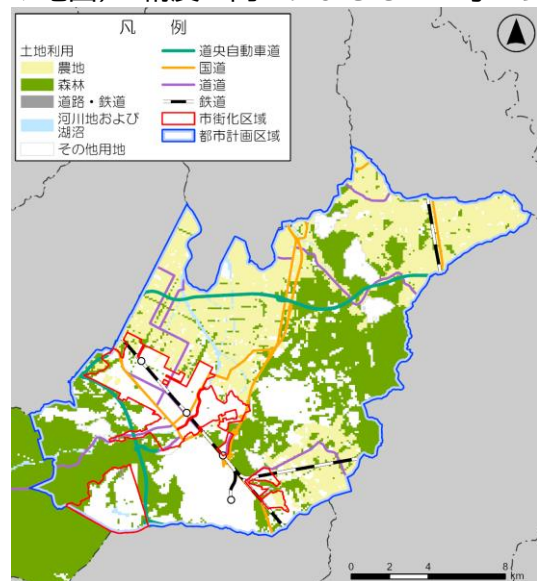 凡 例
土地利用
農地
森林
道路・鉄道
河川地および
湖沼
その他用地
道央自動車道
国道
道道
鉄道
市街化区域
都市計画区域
0 2 4 8
km